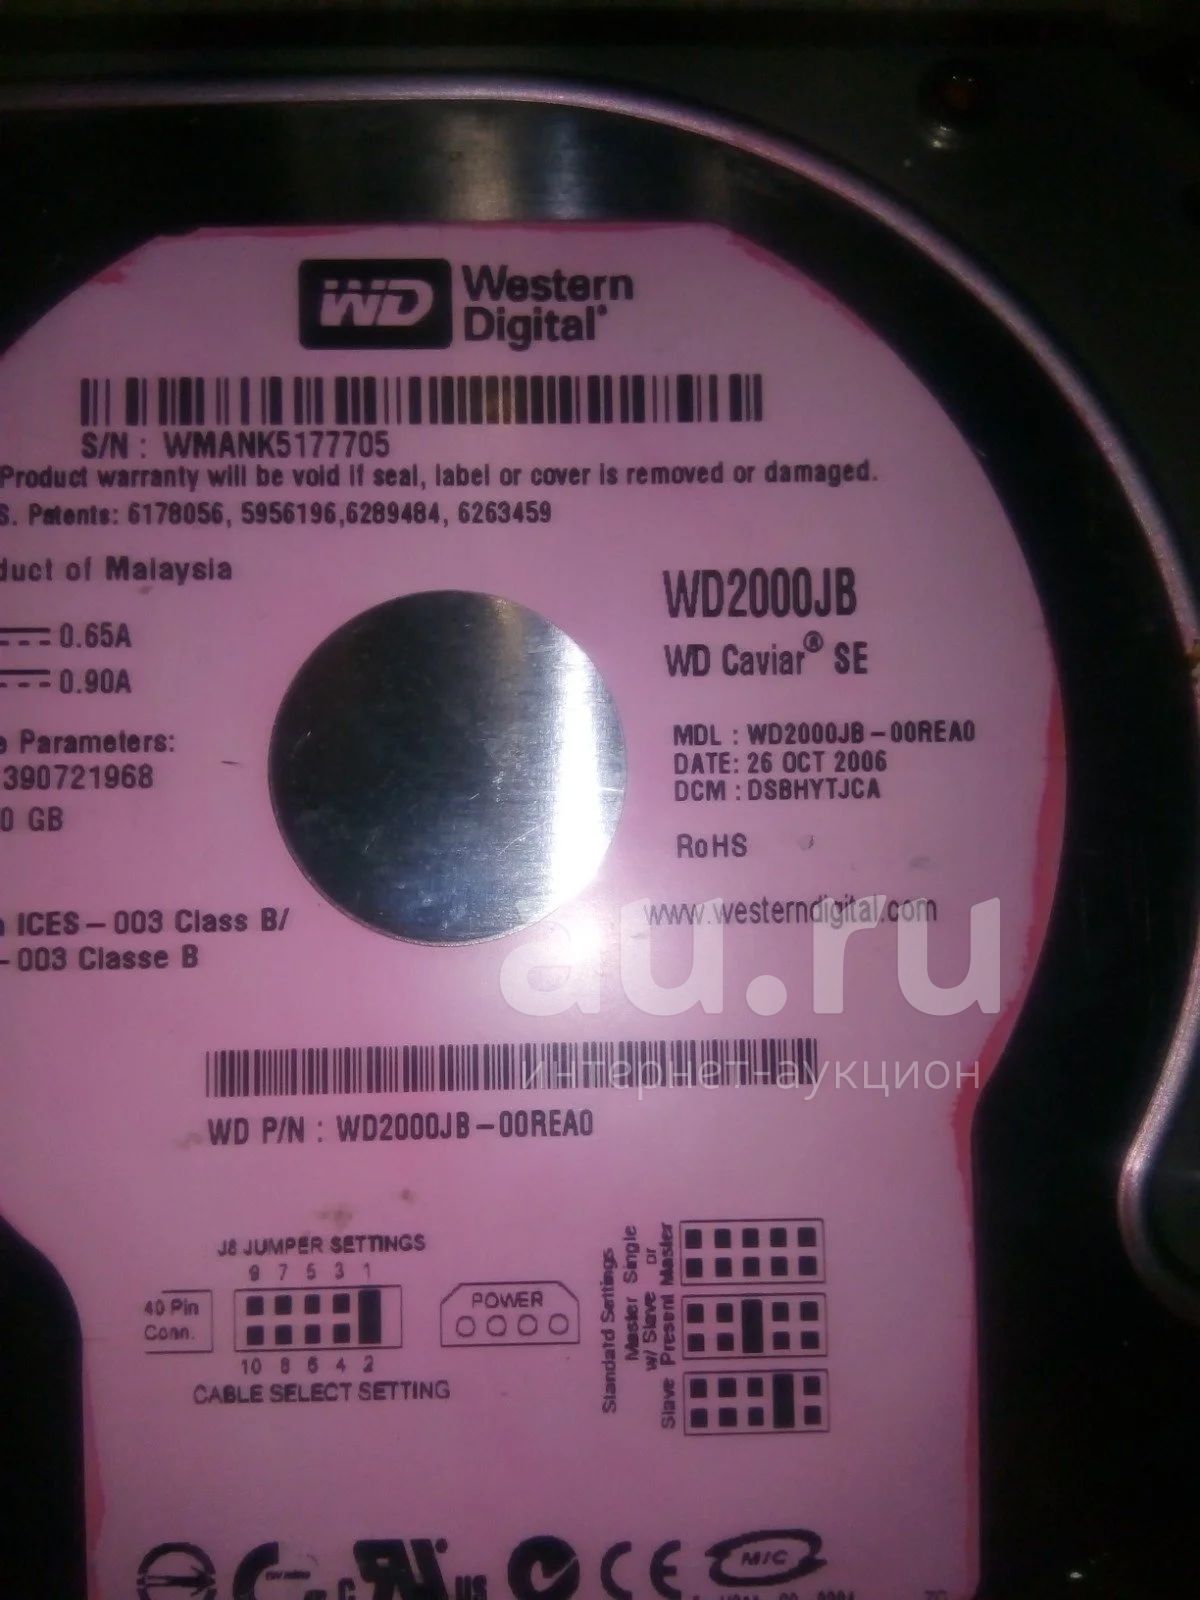 WD Western
Digital
S/N : WMANK5177705
Product warranty will be void if seal, label or cover is removed or damaged.
S. Patents: 6178056, 5956196,6289484, 6263459
duct of Malaysia
WD2000JB
0.65A
WD Caviar® SE
0.90A
MDL : WD2000JB-00REA0
e Parameters:
DATE: 26 OCT 2006
390721968
DCM : DSBHYTJCA
0 GB
RoHS
www.westerndigital.com
ICES-003 Class B/
-003 Classe B
au.ru
интернет-аукцион
WD P/N : WD2000JB-00REA0
J8 JUMPER SETTINGS
9 7 5 3 1
40 Pin
Conn.
POWER
10 8 6 4 2
CABLE SELECT SETTING
Standard Settings
Master Single
w/ Slave or
Slave Present Master
US
CE
MIC